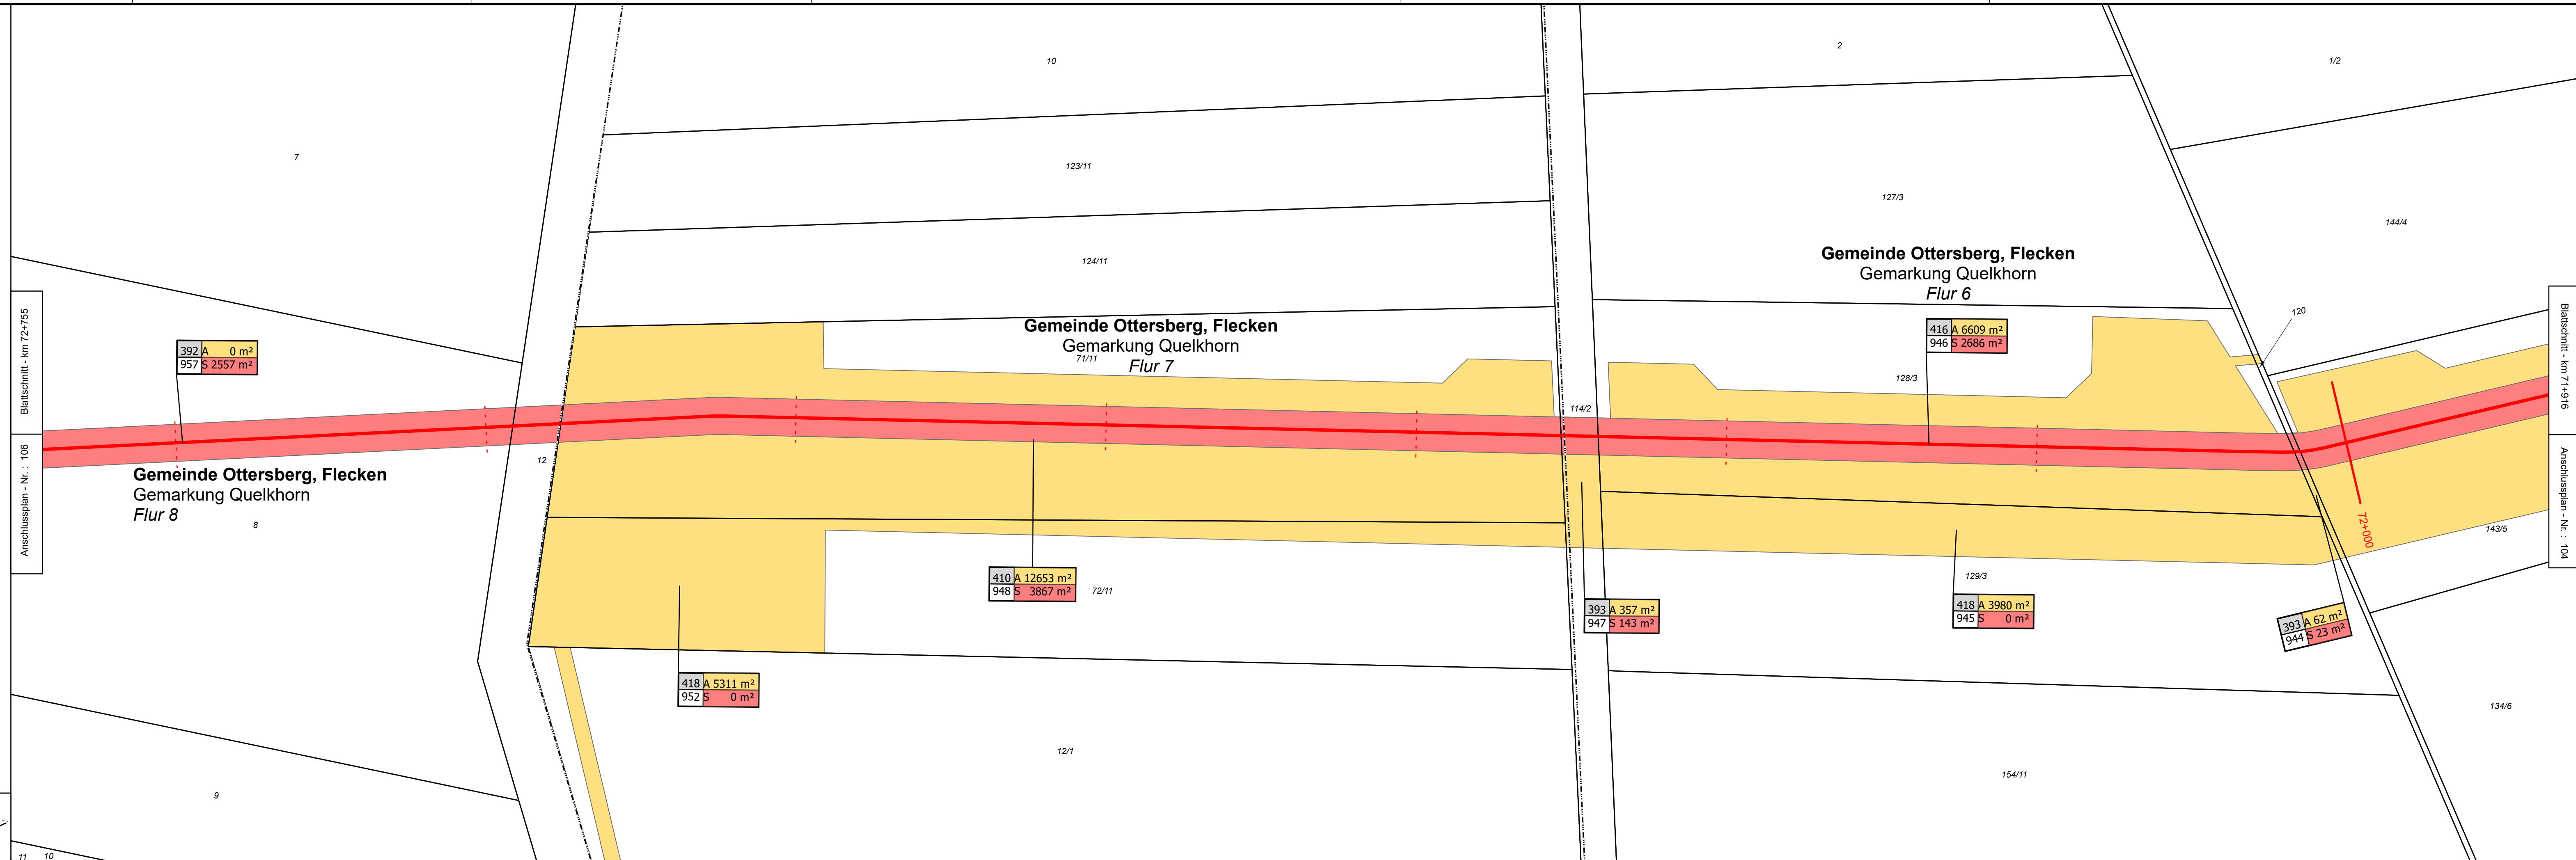 10
2
1/2
7
123/11
127/3
144/4
124/11
Gemeinde Ottersberg, Flecken
Gemarkung Quelkhorn
Flur 6
120
Blattschnitt - km 72+755
Anschlussplan - Nr. : 106
Blattschnitt - km 71+916
Anschlussplan - Nr. : 104
392 A 0 m²
957 S 2557 m²
Gemeinde Ottersberg, Flecken
Gemarkung Quelkhorn
71/11
Flur 7
416 A 6609 m²
946 S 2686 m²
128/3
114/2
12
Gemeinde Ottersberg, Flecken
Gemarkung Quelkhorn
Flur 8
8
72+000
143/5
410 A 12653 m²
948 S 3867 m²
72/11
129/3
393 A 357 m²
947 S 143 m²
418 A 3980 m²
945 S 0 m²
393 A 62 m²
944 S 23 m²
418 A 5311 m²
952 S 0 m²
134/6
12/1
154/11
9
11 10